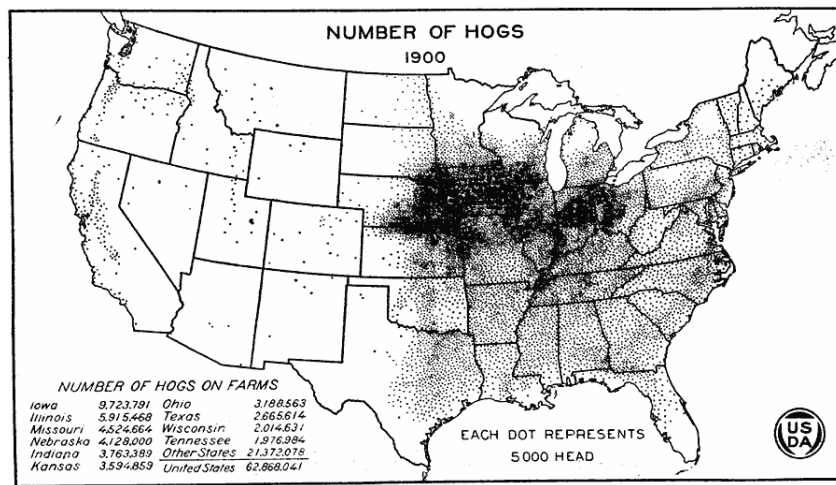 NUMBER OF HOGS
1900
NUMBER OF HOGS ON FARMS
Iowa 9,723,791 Ohio 3,188,563
Illinois 5,915,468 Texas 2,665,614
Missouri 4,524,664 Wisconsin 2,014,631
Nebraska 4,128,000 Tennessee 1,976,984
Indiana 3,763,389 Other States 21,372,078
Kansas 3,594,859 United States 62,868,041
EACH DOT REPRESENTS
5000 HEAD
US
DA